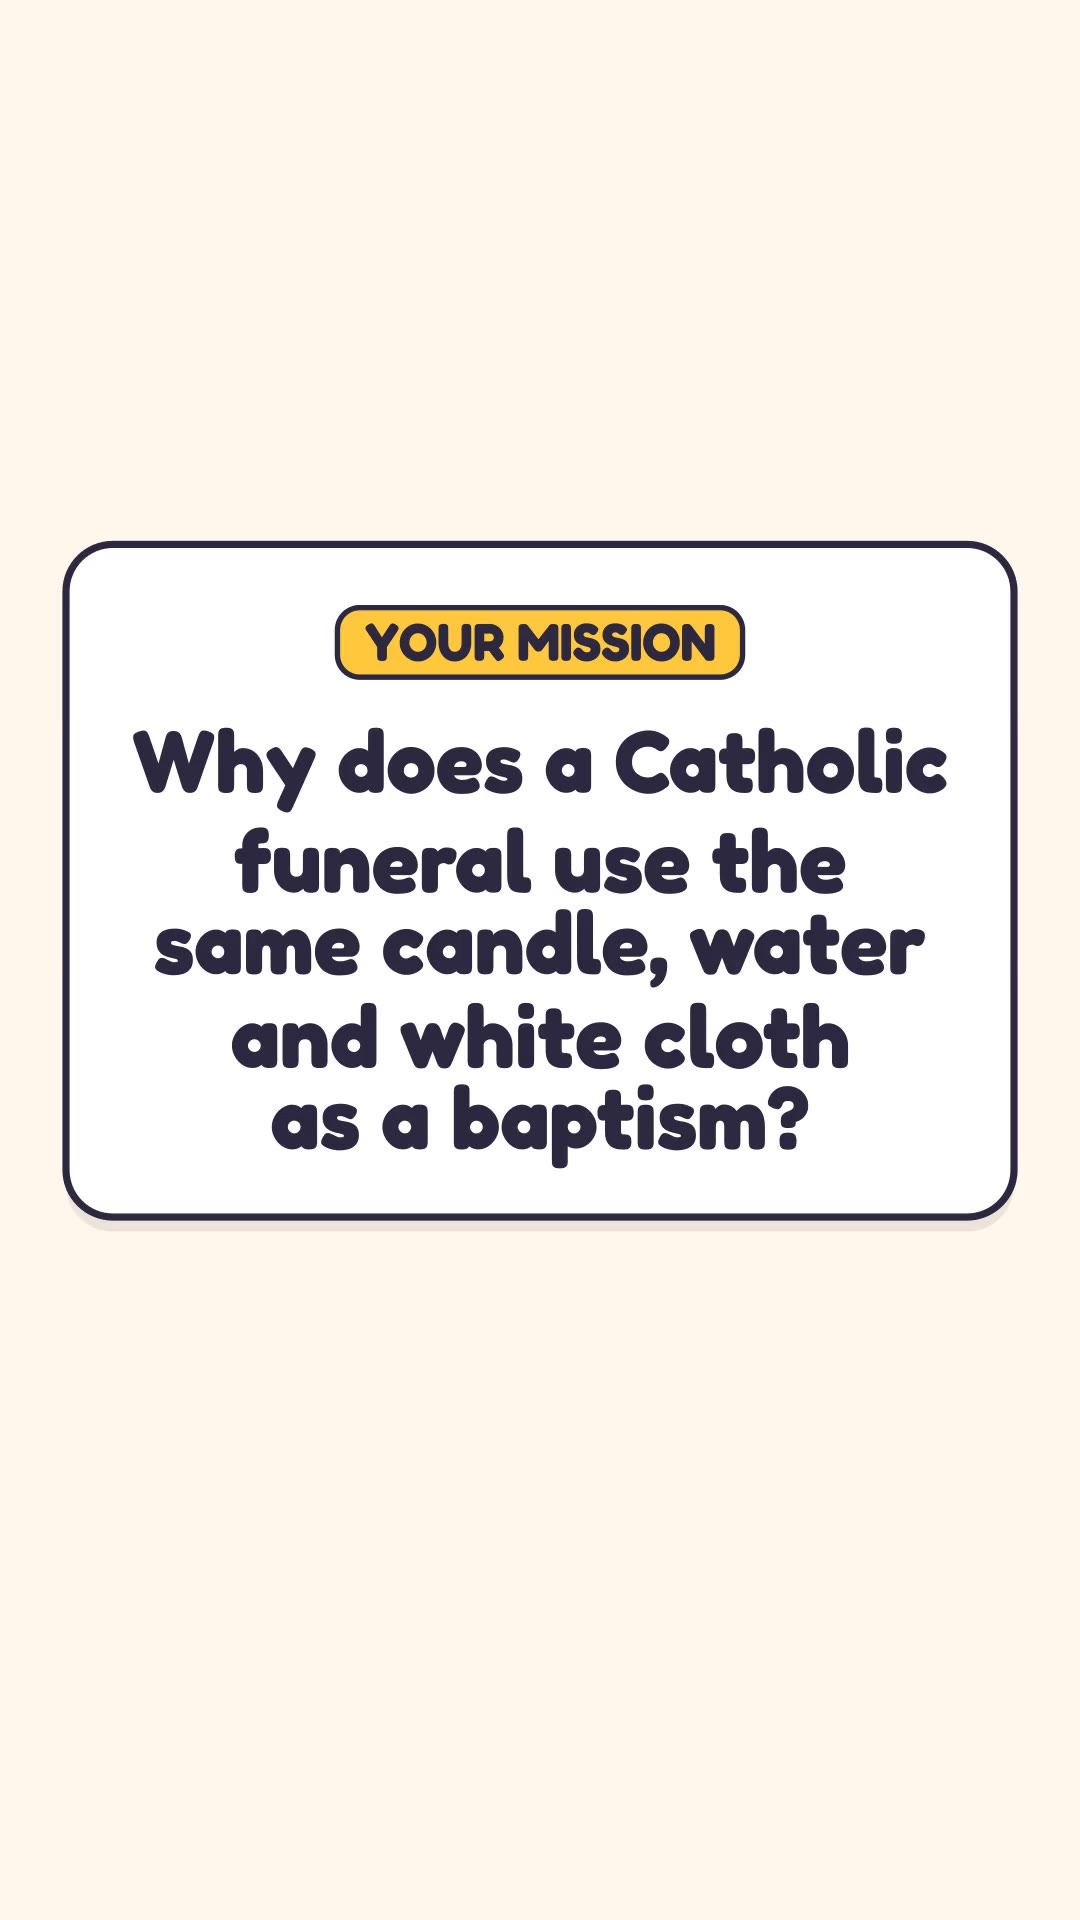 YOUR MISSION
Why does a Catholic
funeral use the
same candle, water
and white cloth
as a baptism?